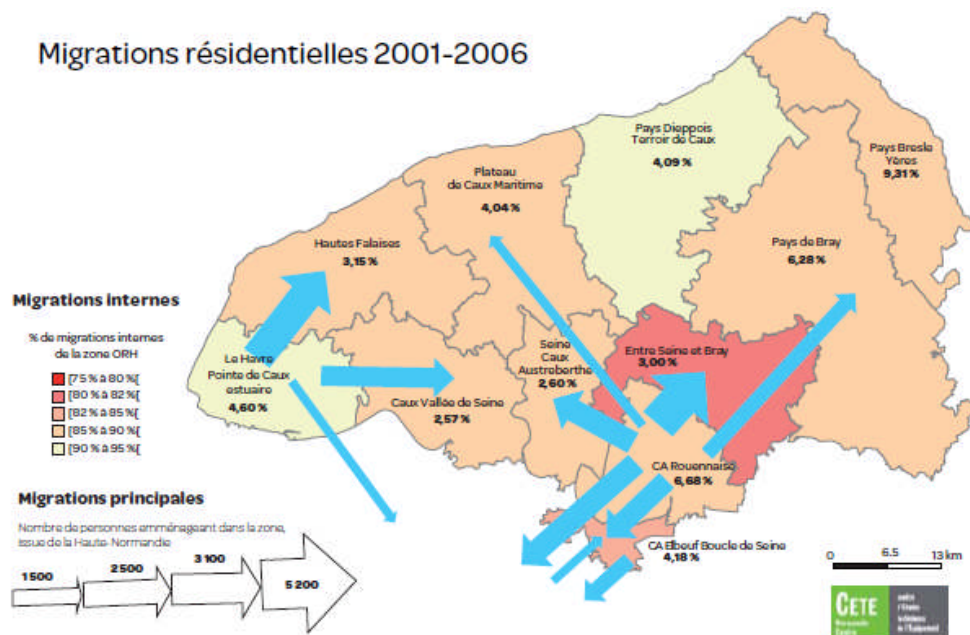 Migrations résidentielles 2001-2006
Pays Dieppois
Terroir de Caux
4,09 %
Pays Bresle
Yères
9,31 %
Plateau
de Caux Maritime
4,04 %
Hautes Falaises
3,15 %
Pays de Bray
6,28 %
Migrations internes
% de migrations internes
de la zone ORH
[75 % à 80 %[
[80 % à 82 %[
[82 % à 85 %[
[85 % à 90 %[
[90 % à 95 %[
Le Havre
Pointe de Caux
estuaire
4,60 %
Caux Vallée de Seine
2,57 %
Seine
Caux
Austreberthe
2,60 %
Entre Seine et Bray
3,00 %
CA Rouennaise
6,68 %
CA Elbeuf Boucle de Seine
4,18 %
Migrations principales
Nombre de personnes emménageant dans la zone,
issue de la Haute-Normandie
1 500
2 500
3 100
5 200
0 6.5 13 km
CETE
Normandie
Centre